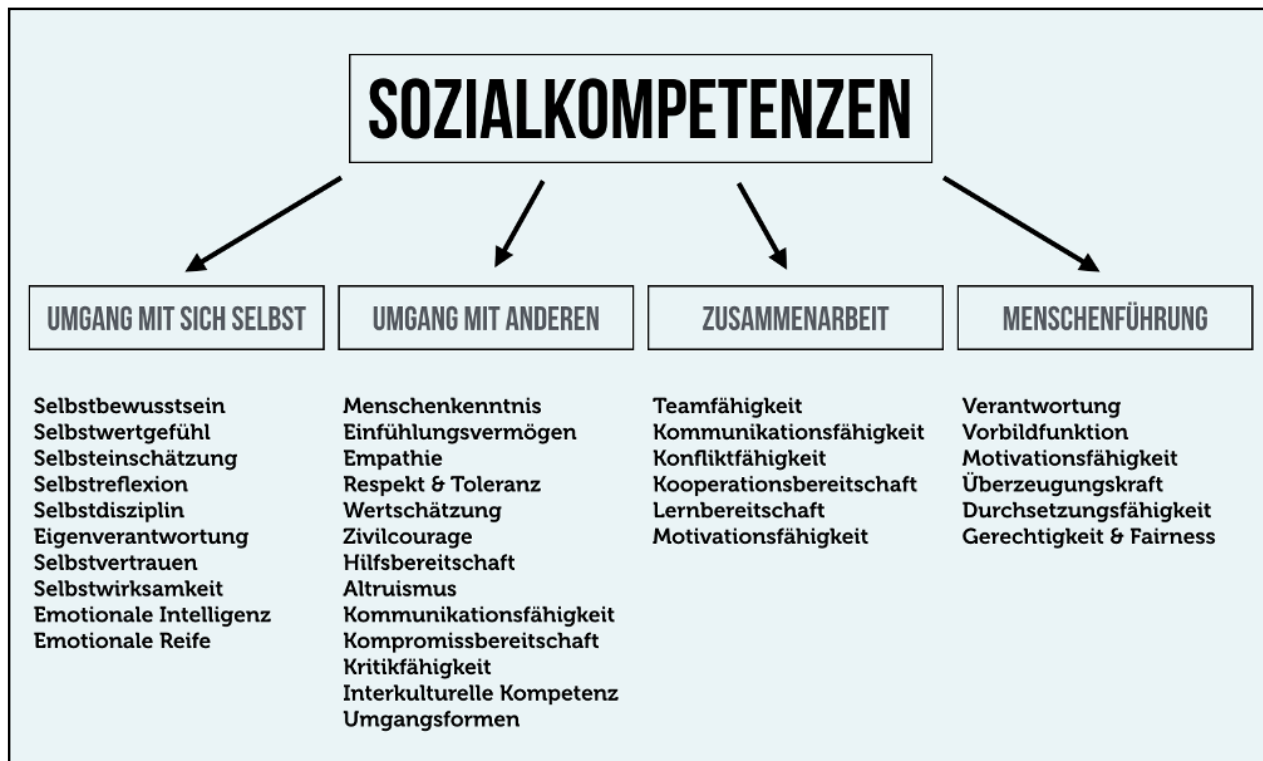 SOZIALKOMPETENZEN
UMGANG MIT SICH SELBST
Selbstbewusstsein
Selbstwertgefühl
Selbsteinschätzung
Selbstreflexion
Selbstdisziplin
Eigenverantwortung
Selbstvertrauen
Selbstwirksamkeit
Emotionale Intelligenz
Emotionale Reife
UMGANG MIT ANDEREN
Menschenkenntnis
Einfühlungsvermögen
Empathie
Respekt & Toleranz
Wertschätzung
Zivilcourage
Hilfsbereitschaft
Altruismus
Kommunikationsfähigkeit
Kompromissbereitschaft
Kritikfähigkeit
Interkulturelle Kompetenz
Umgangsformen
ZUSAMMENARBEIT
Teamfähigkeit
Kommunikationsfähigkeit
Konfliktfähigkeit
Kooperationsbereitschaft
Lernbereitschaft
Motivationsfähigkeit
MENSCHENFÜHRUNG
Verantwortung
Vorbildfunktion
Motivationsfähigkeit
Überzeugungskraft
Durchsetzungsfähigkeit
Gerechtigkeit & Fairness